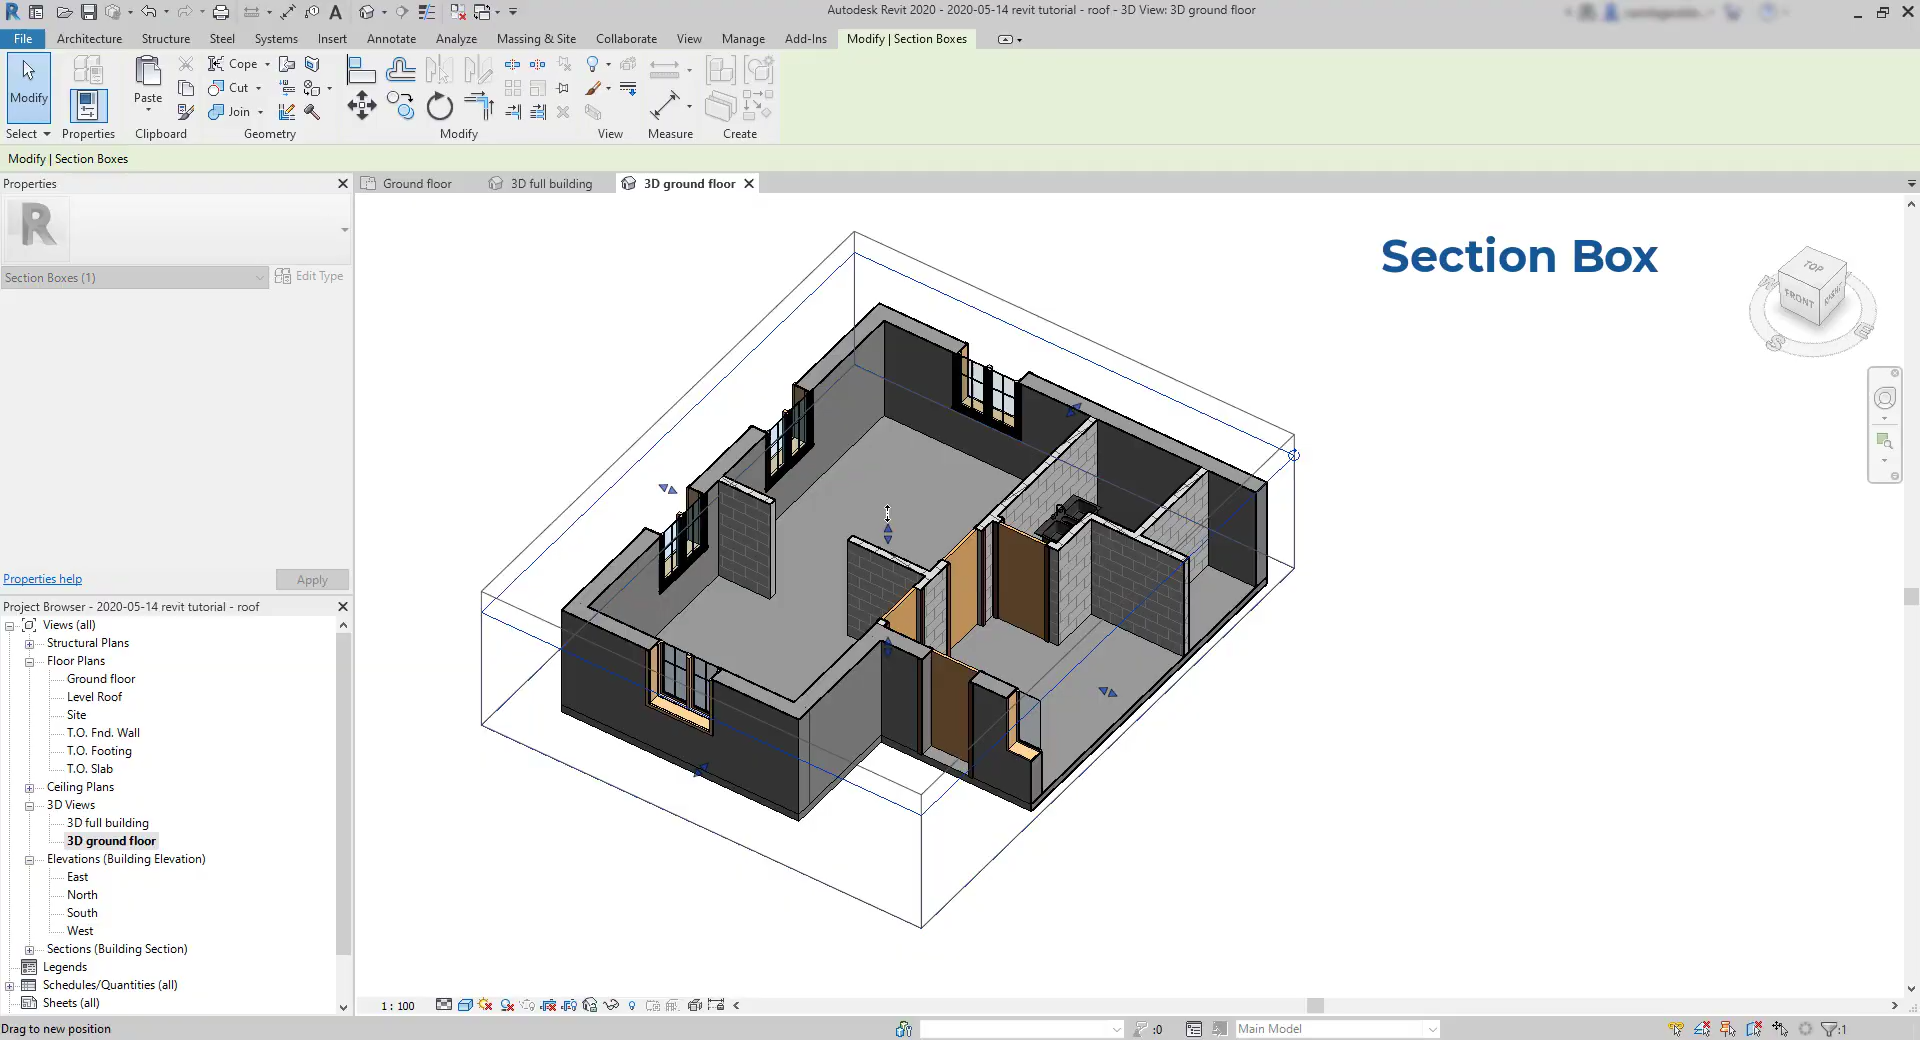 Autodesk Revit 2020 - 2020-05-14 revit tutorial - roof - 3D View: 3D ground floor
File Architecture Structure Steel Systems Insert Annotate Analyze Massing & Site Collaborate View Manage Add-Ins Modify | Section Boxes
Modify
Select
Properties
Paste
Clipboard
Cope
Cut
Join
Geometry
Modify
View
Measure
Create
Modify | Section Boxes
Properties
Ground floor
3D full building
3D ground floor
R
Section Boxes (1)
Edit Type
Properties help
Apply
Section Box
TOP
FRONT
RIGHT
W
S
E
Project Browser - 2020-05-14 revit tutorial - roof
Views (all)
Structural Plans
Floor Plans
Ground floor
Level Roof
Site
T.O. Fnd. Wall
T.O. Footing
T.O. Slab
Ceiling Plans
3D Views
3D full building
3D ground floor
Elevations (Building Elevation)
East
North
South
West
Sections (Building Section)
Legends
Schedules/Quantities (all)
Sheets (all)
1 : 100
Drag to new position
:0
Main Model
:1